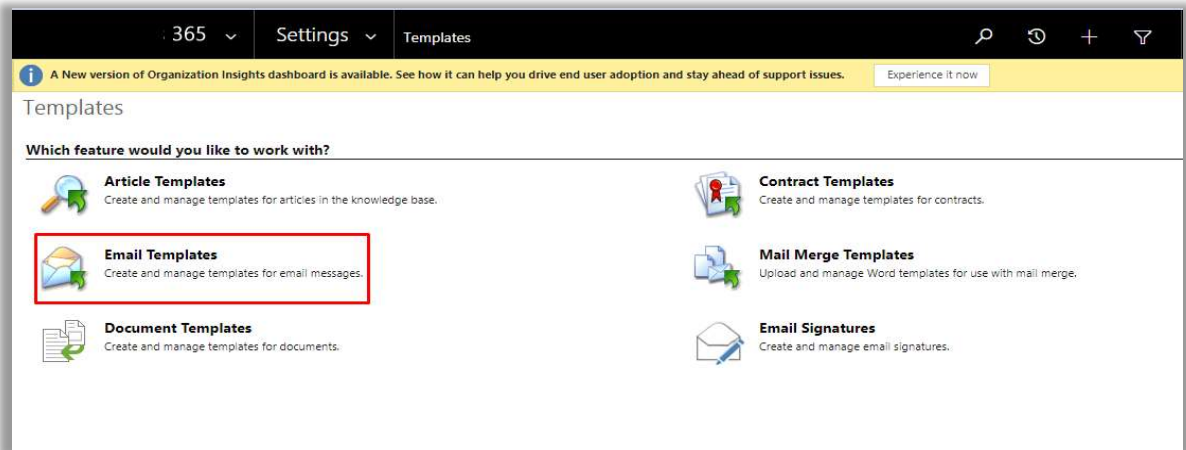 365 Settings Templates
A New version of Organization Insights dashboard is available. See how it can help you drive end user adoption and stay ahead of support issues. Experience it now
Templates
Which feature would you like to work with?
Article Templates
Create and manage templates for articles in the knowledge base.
Contract Templates
Create and manage templates for contracts.
Email Templates
Create and manage templates for email messages.
Mail Merge Templates
Upload and manage Word templates for use with mail merge.
Document Templates
Create and manage templates for documents.
Email Signatures
Create and manage email signatures.